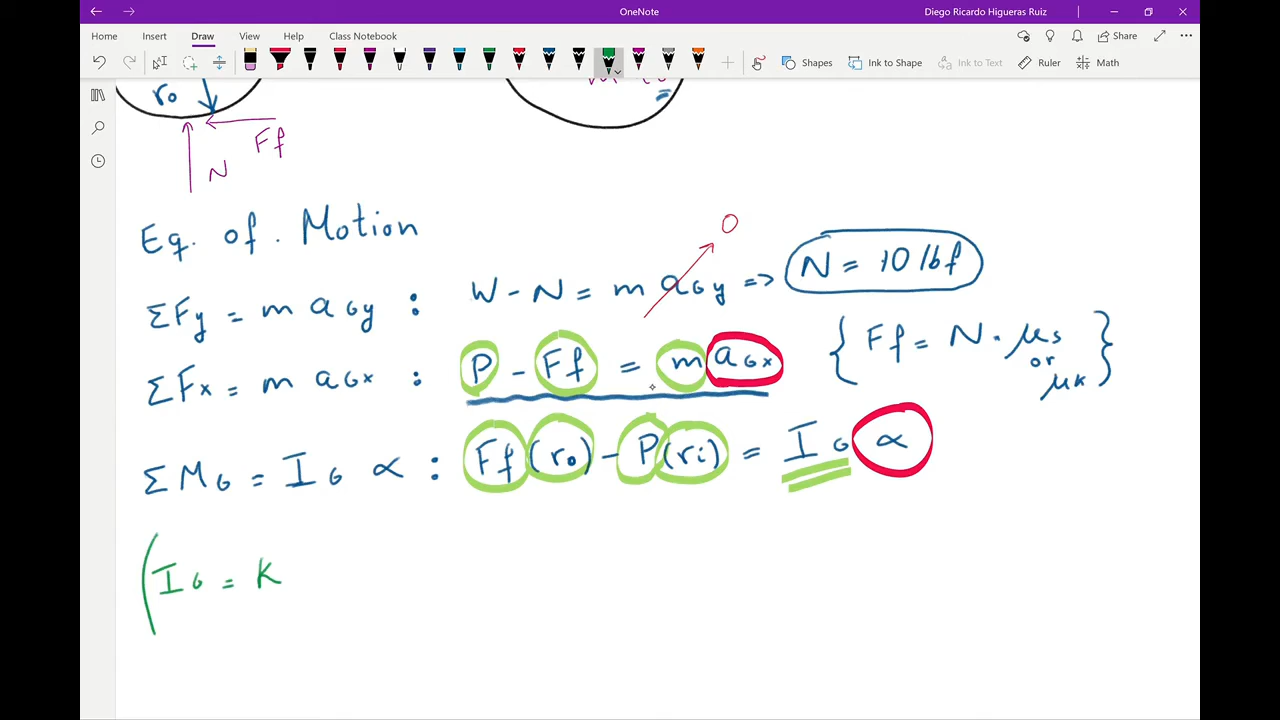 OneNote
Diego Ricardo Higueras Ruiz
Home Insert Draw View Help Class Notebook
Share
Shapes Ink to Shape Ink to Text Ruler Math
ro
Ff
N
Eq. of. Motion
O
ΣFy = m aGy : W - N = m aGy => N = 10 lbf
ΣFx = m aGx : P - Ff = m aGx { Ff = N · μs or μk }
ΣMG = IG α : Ff (ro) - P(ri) = IG α
(IG = K